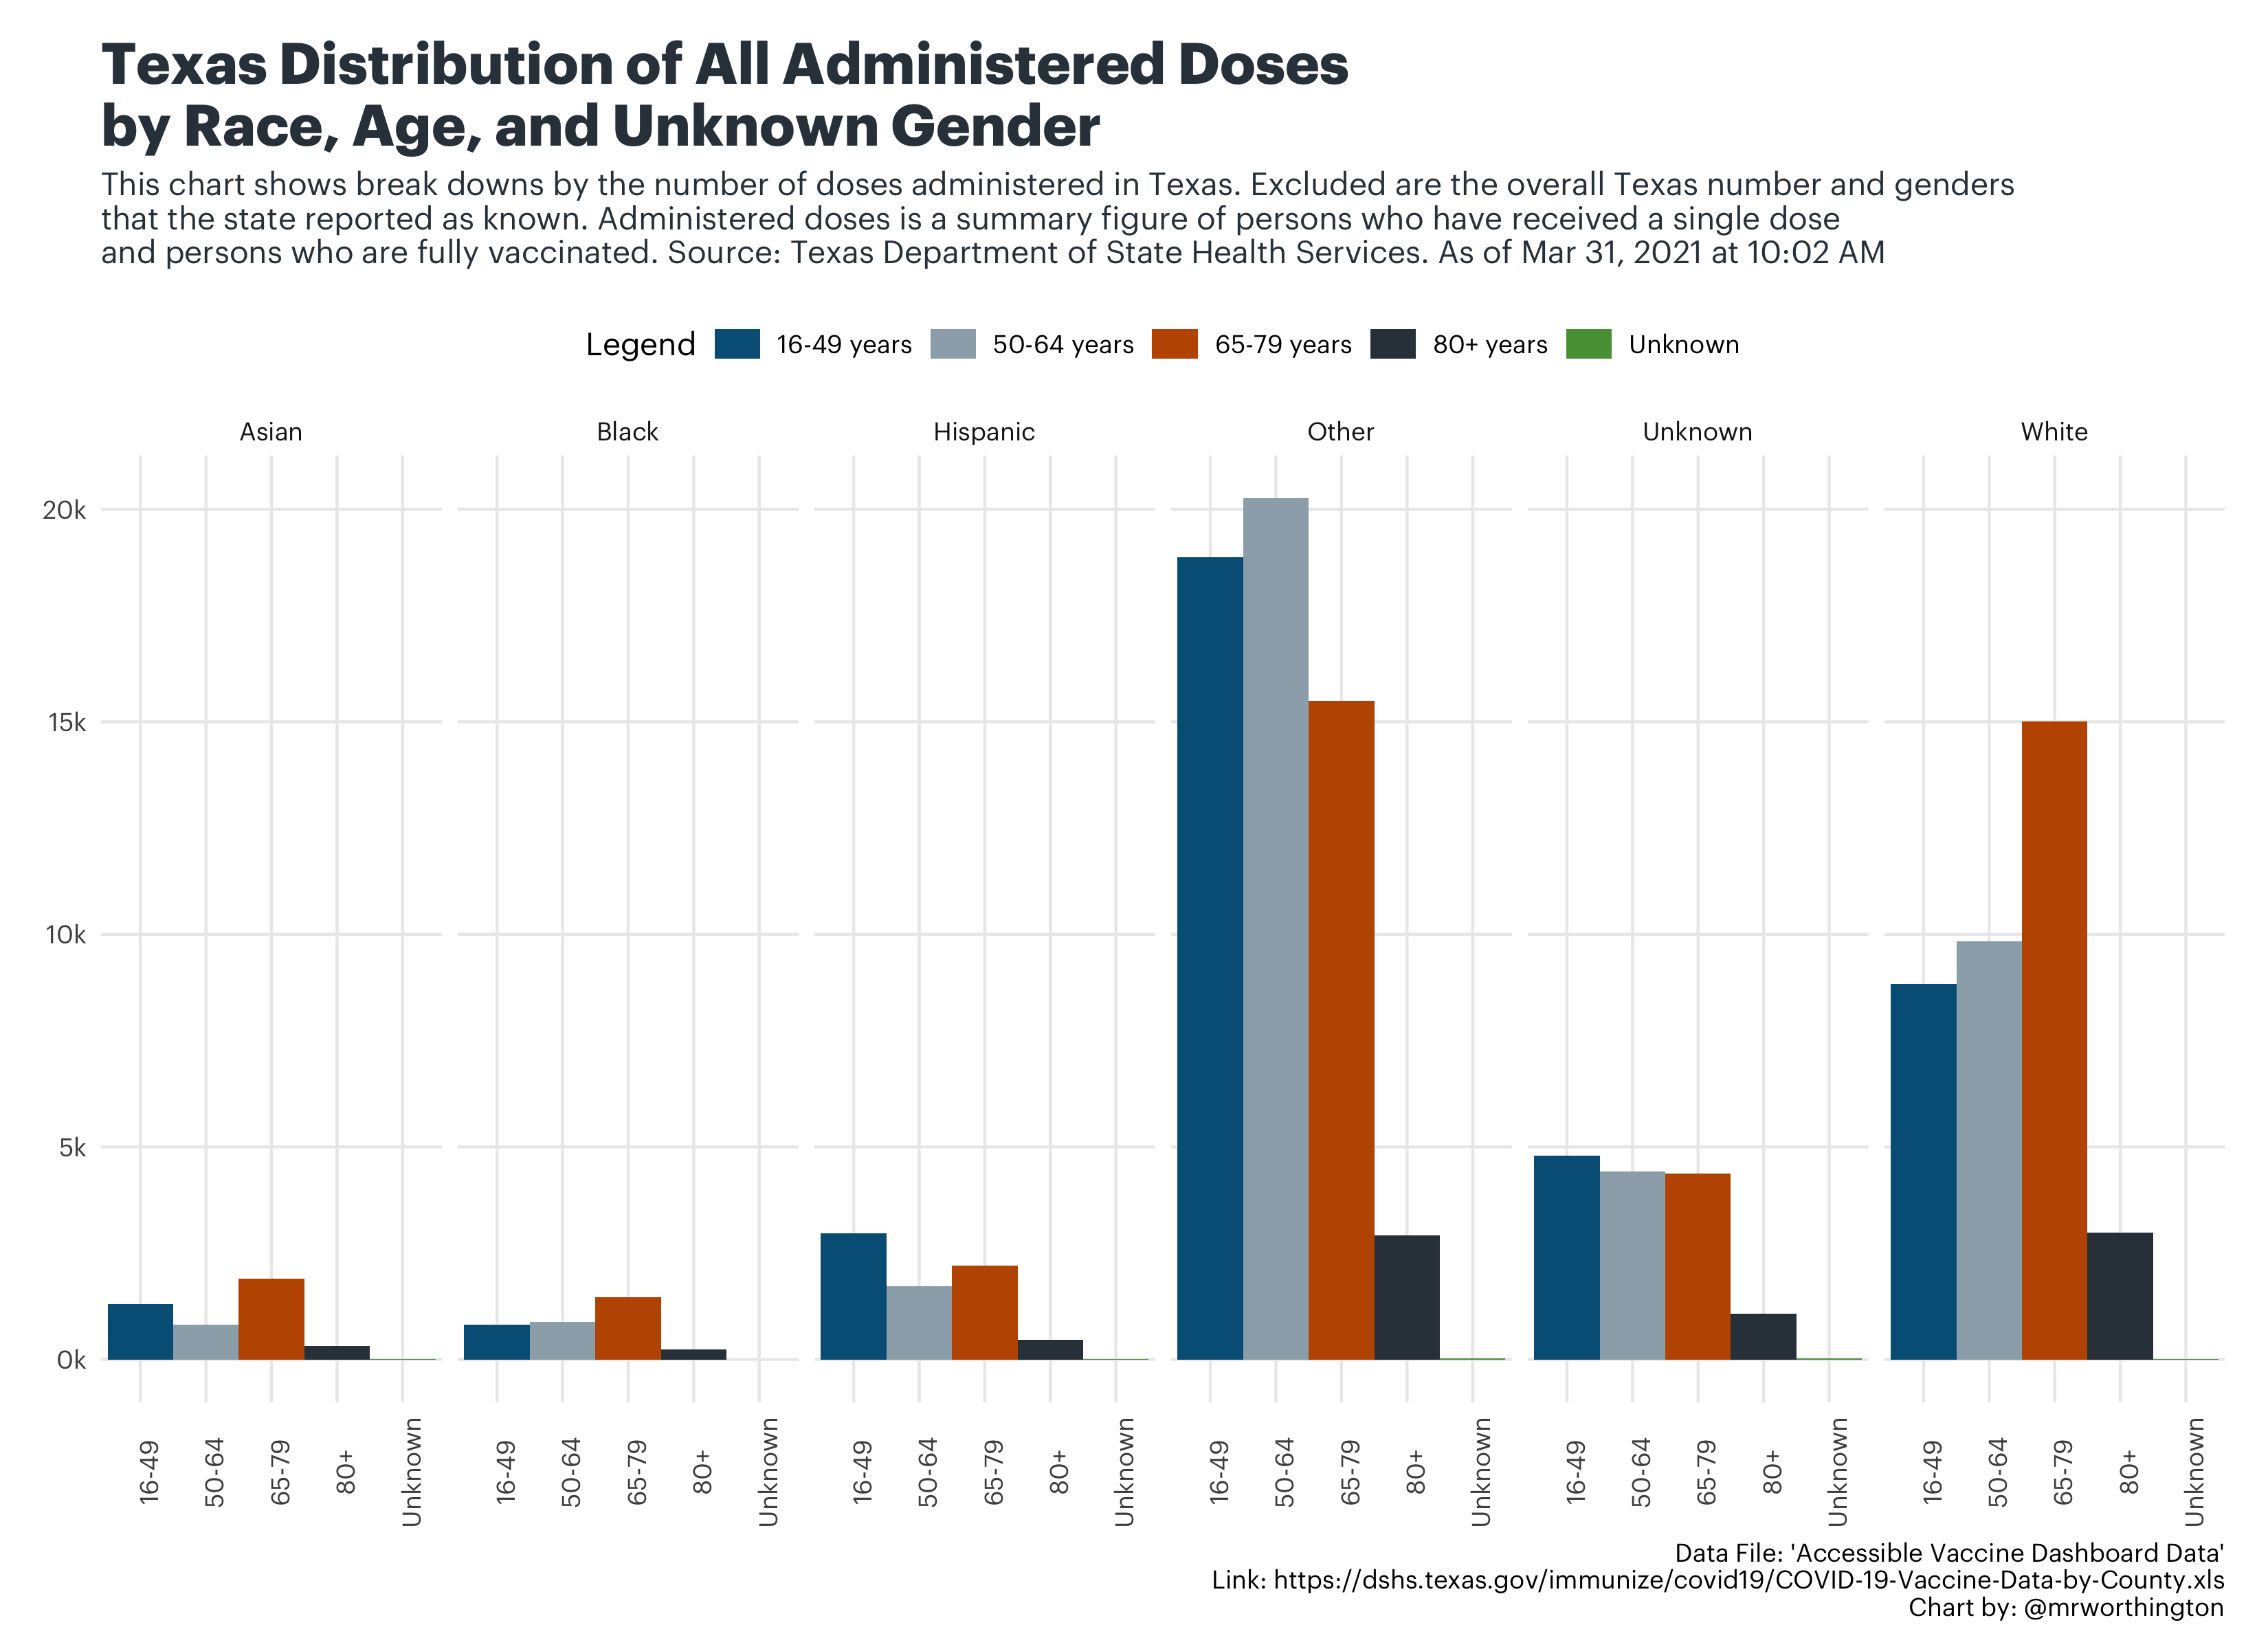 Texas Distribution of All Administered Doses
by Race, Age, and Unknown Gender
This chart shows break downs by the number of doses administered in Texas. Excluded are the overall Texas number and genders
that the state reported as known. Administered doses is a summary figure of persons who have received a single dose
and persons who are fully vaccinated. Source: Texas Department of State Health Services. As of Mar 31, 2021 at 10:02 AM
Legend 16-49 years 50-64 years 65-79 years 80+ years Unknown
Asian Black Hispanic Other Unknown White
20k
15k
10k
5k
0k
16-49 50-64 65-79 80+ Unknown 16-49 50-64 65-79 80+ Unknown 16-49 50-64 65-79 80+ Unknown 16-49 50-64 65-79 80+ Unknown 16-49 50-64 65-79 80+ Unknown 16-49 50-64 65-79 80+ Unknown
Data File: 'Accessible Vaccine Dashboard Data'
Link: https://dshs.texas.gov/immunize/covid19/COVID-19-Vaccine-Data-by-County.xls
Chart by: @mrworthington